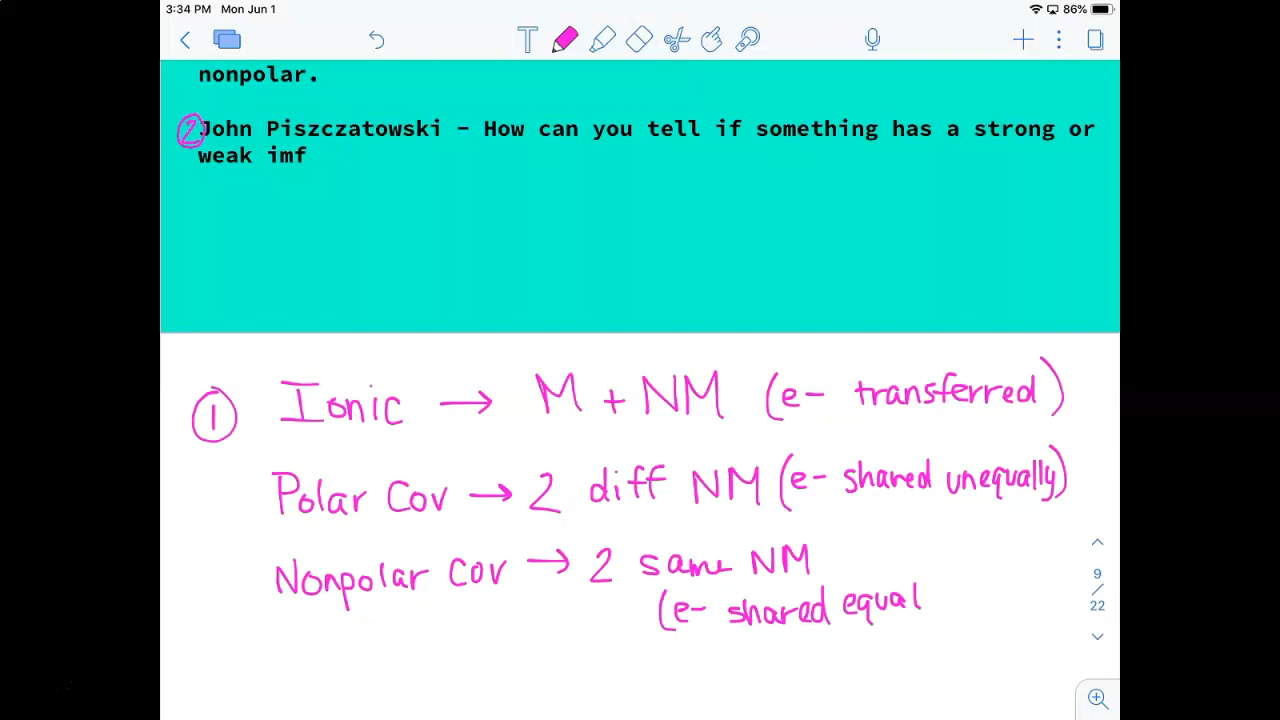 3:34 PM Mon Jun 1 86%
nonpolar.
2 John Piszczatowski - How can you tell if something has a strong or
weak imf
1 Ionic → M + NM (e- transferred)
Polar Cov → 2 diff NM (e- shared unequally)
Nonpolar Cov → 2 same NM
(e- shared equal
9
/
22